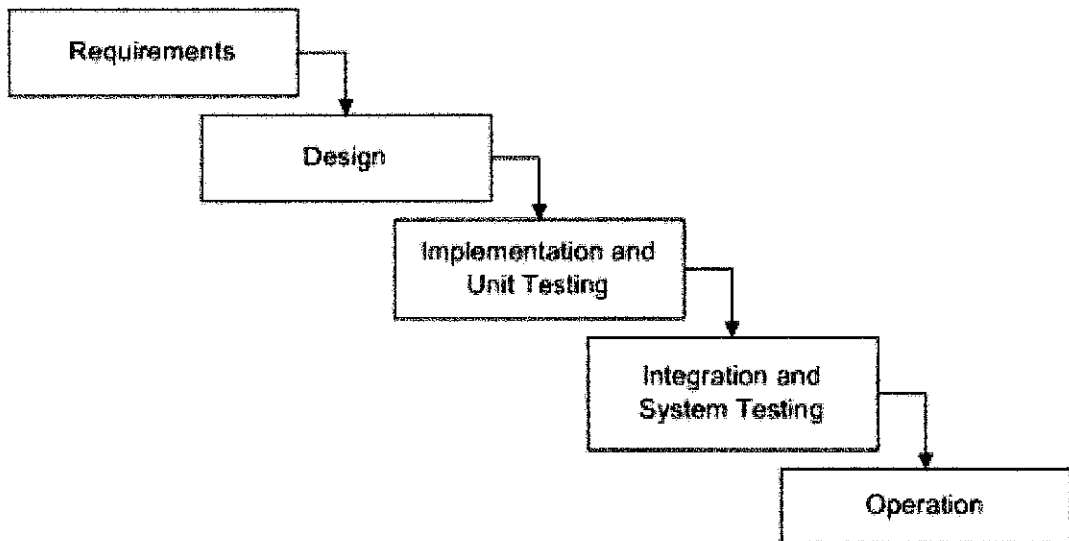 Requirements
Design
Implementation and
Unit Testing
Integration and
System Testing
Operation